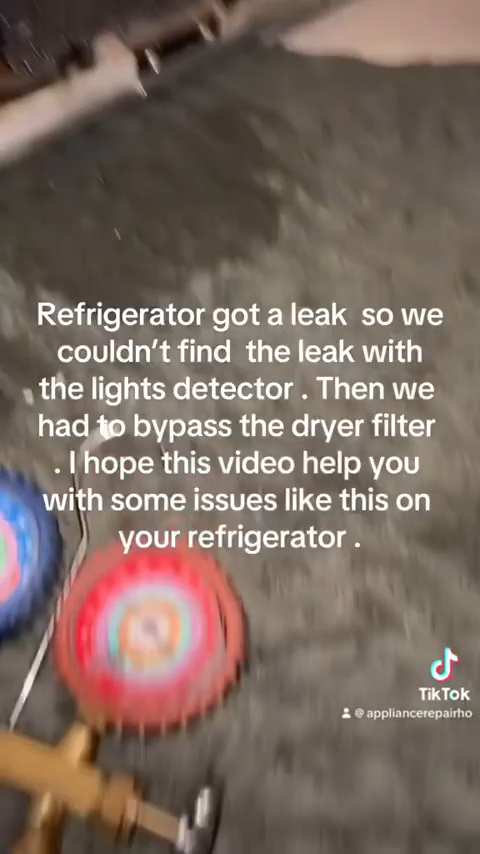 Refrigerator got a leak  so we
couldn’t find  the leak with
the lights detector . Then we
had to bypass the dryer filter
. I hope this video help you
with some issues like this on
your refrigerator .
TikTok
@ appliancerepairho